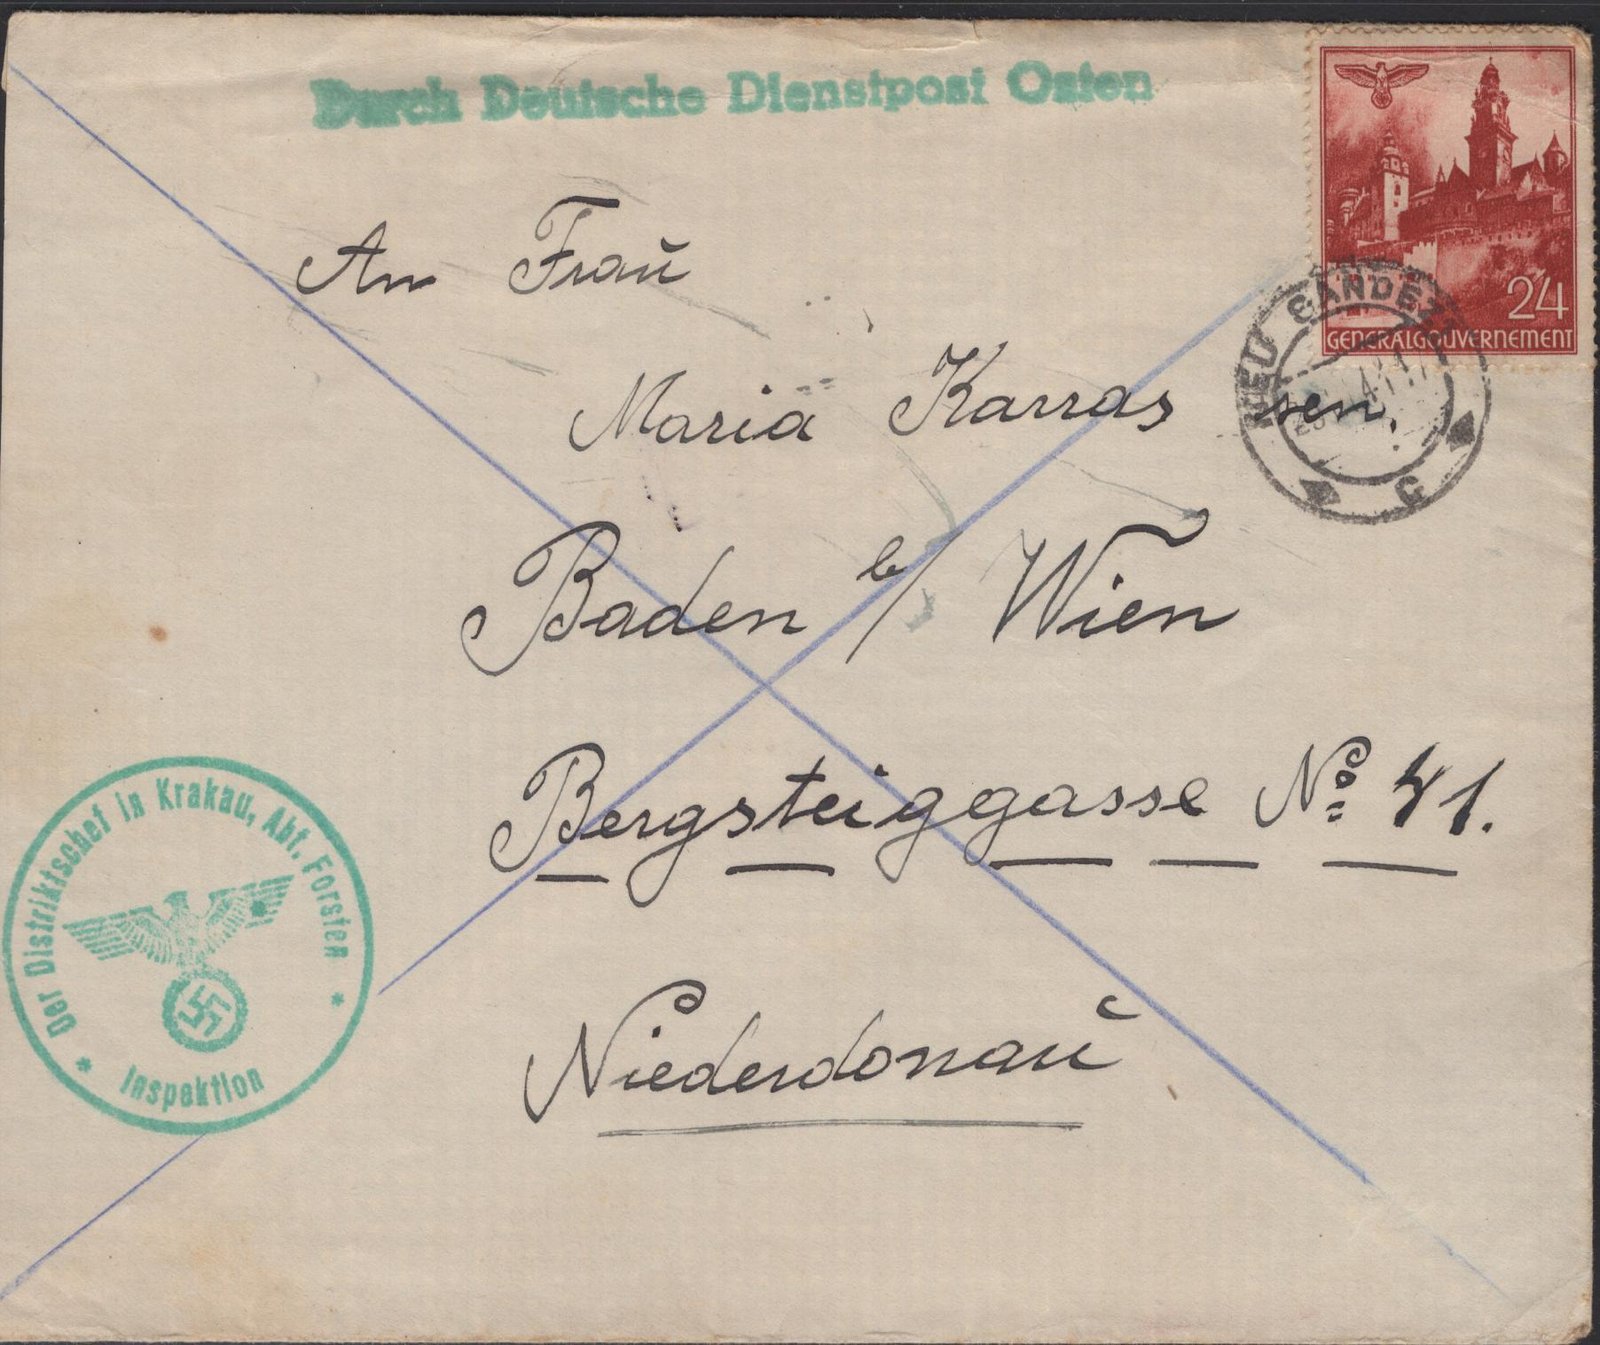 Durch Deutsche Dienstpost Osten
24
GENERALGOUVERNEMENT
NEU SANDEZ
C
An Frau
Maria Karras sen.
Baden b/ Wien
Bergsteiggasse No 41.
Niederdonau
Der Distriktschef in Krakau, Abt. Forsten
* Inspektion *